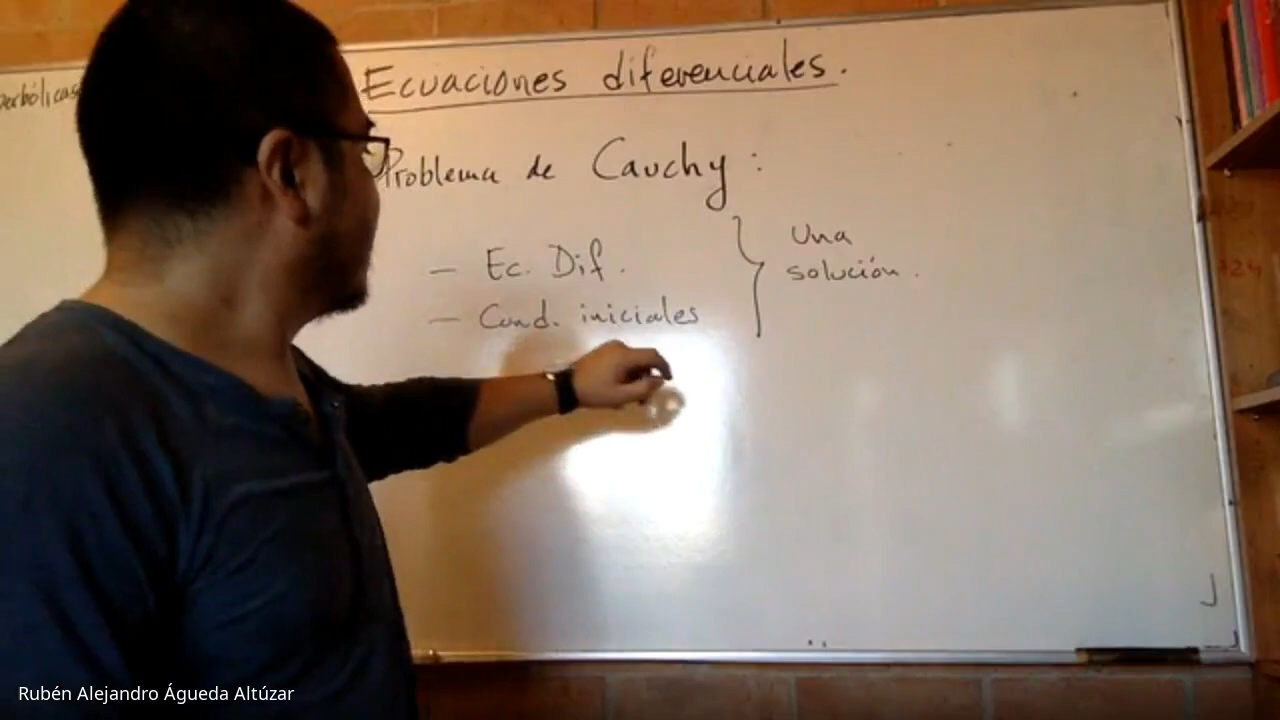 Ecuaciones diferenciales.
Problema de Cauchy :
- Ec. Dif.
- Cond. iniciales
Una
solución.
Rubén Alejandro Águeda Altúzar